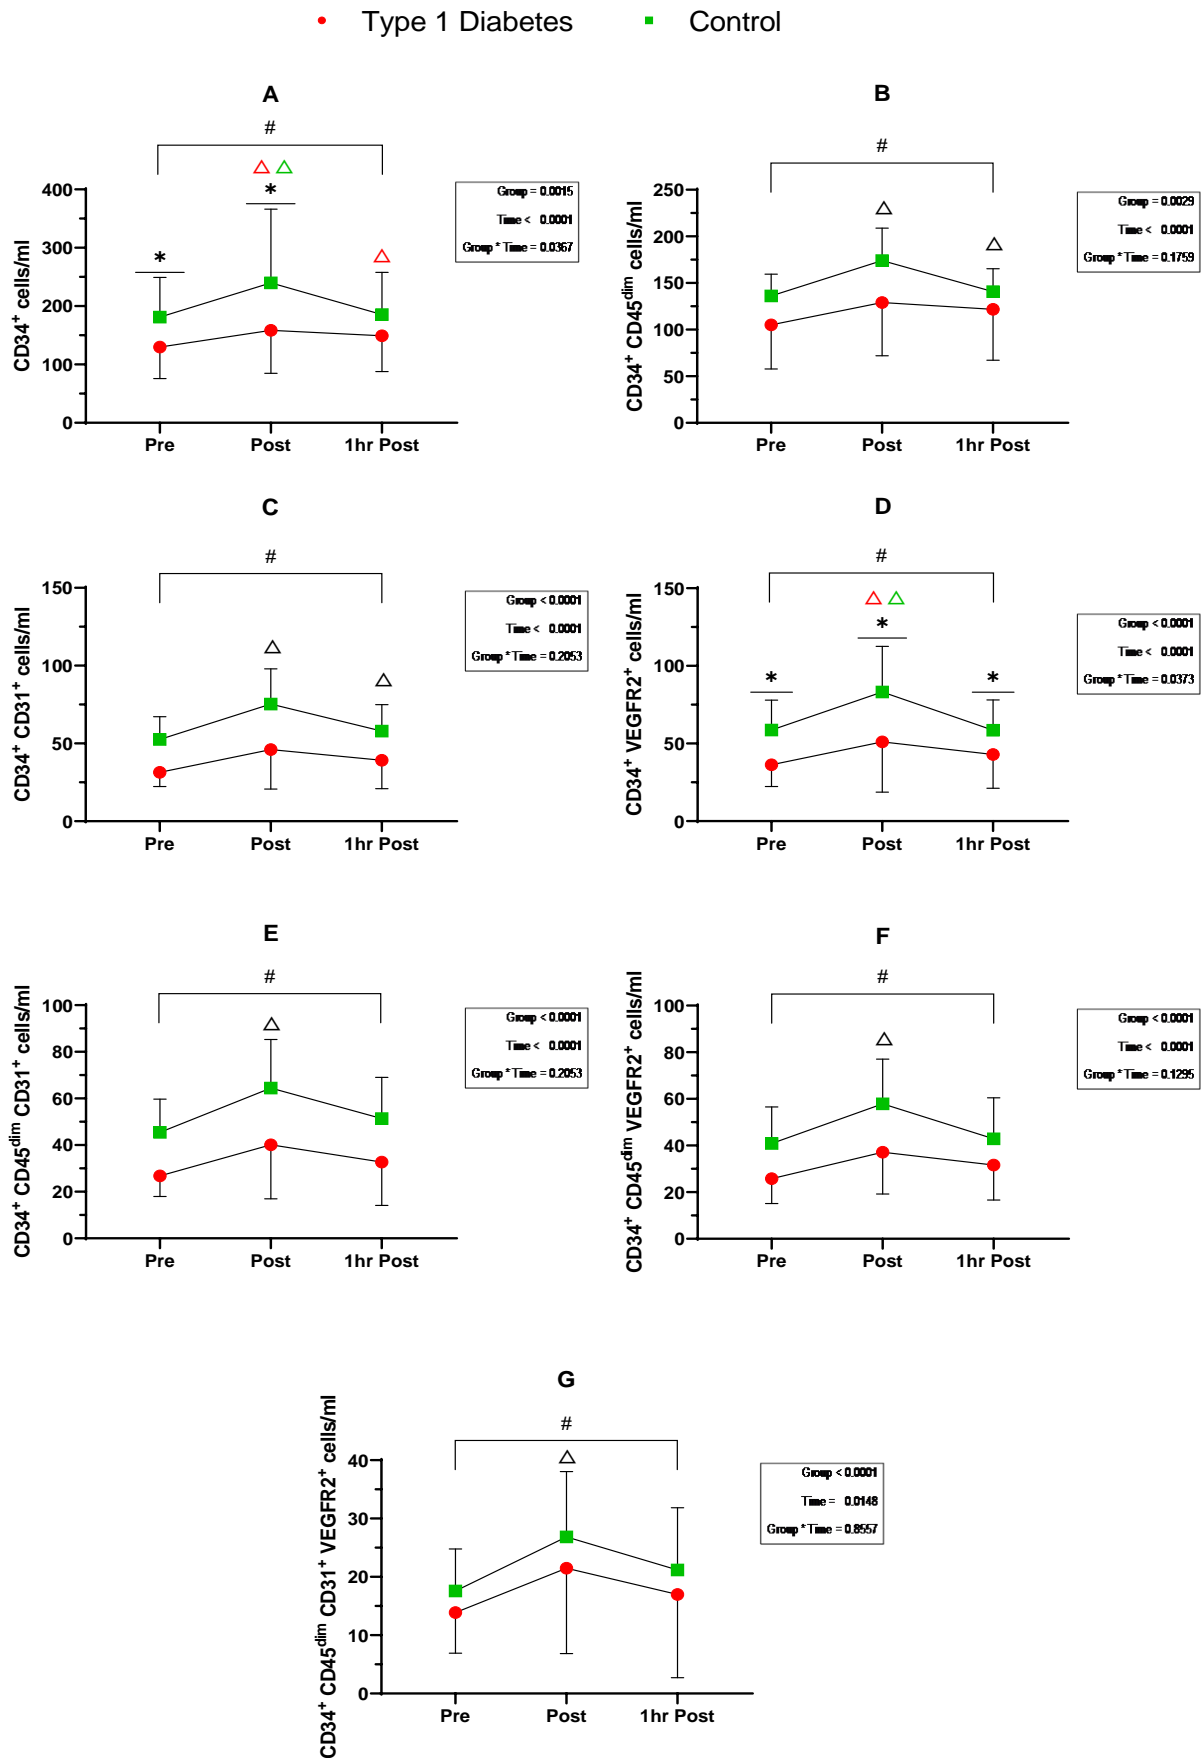 Type 1 Diabetes Control
A
#
*
*
CD34⁺ cells/ml
400
300
200
100
0
Pre Post 1hr Post
Group = 0.0015
Time < 0.0001
Group * Time = 0.0367
B
#
CD34⁺ CD45ᵈⁱᵐ cells/ml
250
200
150
100
50
0
Pre Post 1hr Post
Group = 0.0029
Time < 0.0001
Group * Time = 0.1759
C
#
CD34⁺ CD31⁺ cells/ml
150
100
50
0
Pre Post 1hr Post
Group < 0.0001
Time < 0.0001
Group * Time = 0.2053
D
#
*
* *
CD34⁺ VEGFR2⁺ cells/ml
150
100
50
0
Pre Post 1hr Post
Group < 0.0001
Time < 0.0001
Group * Time = 0.0373
E
#
CD34⁺ CD45ᵈⁱᵐ CD31⁺ cells/ml
100
80
60
40
20
0
Pre Post 1hr Post
Group < 0.0001
Time < 0.0001
Group * Time = 0.2053
F
#
CD34⁺ CD45ᵈⁱᵐ VEGFR2⁺ cells/ml
100
80
60
40
20
0
Pre Post 1hr Post
Group < 0.0001
Time < 0.0001
Group * Time = 0.1295
G
#
CD34⁺ CD45ᵈⁱᵐ CD31⁺ VEGFR2⁺ cells/ml
40
30
20
10
0
Pre Post 1hr Post
Group < 0.0001
Time = 0.0148
Group * Time = 0.8557